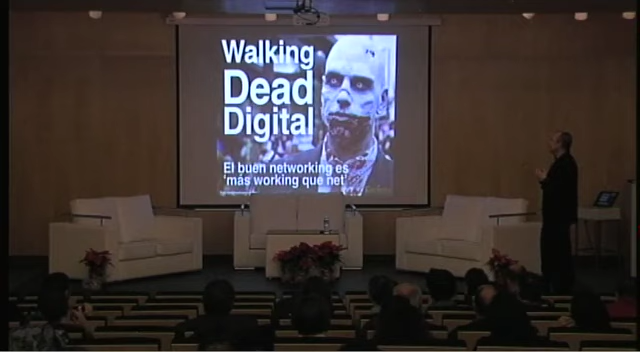 Walking
Dead
Digital
El buen networking es
'más working que net'